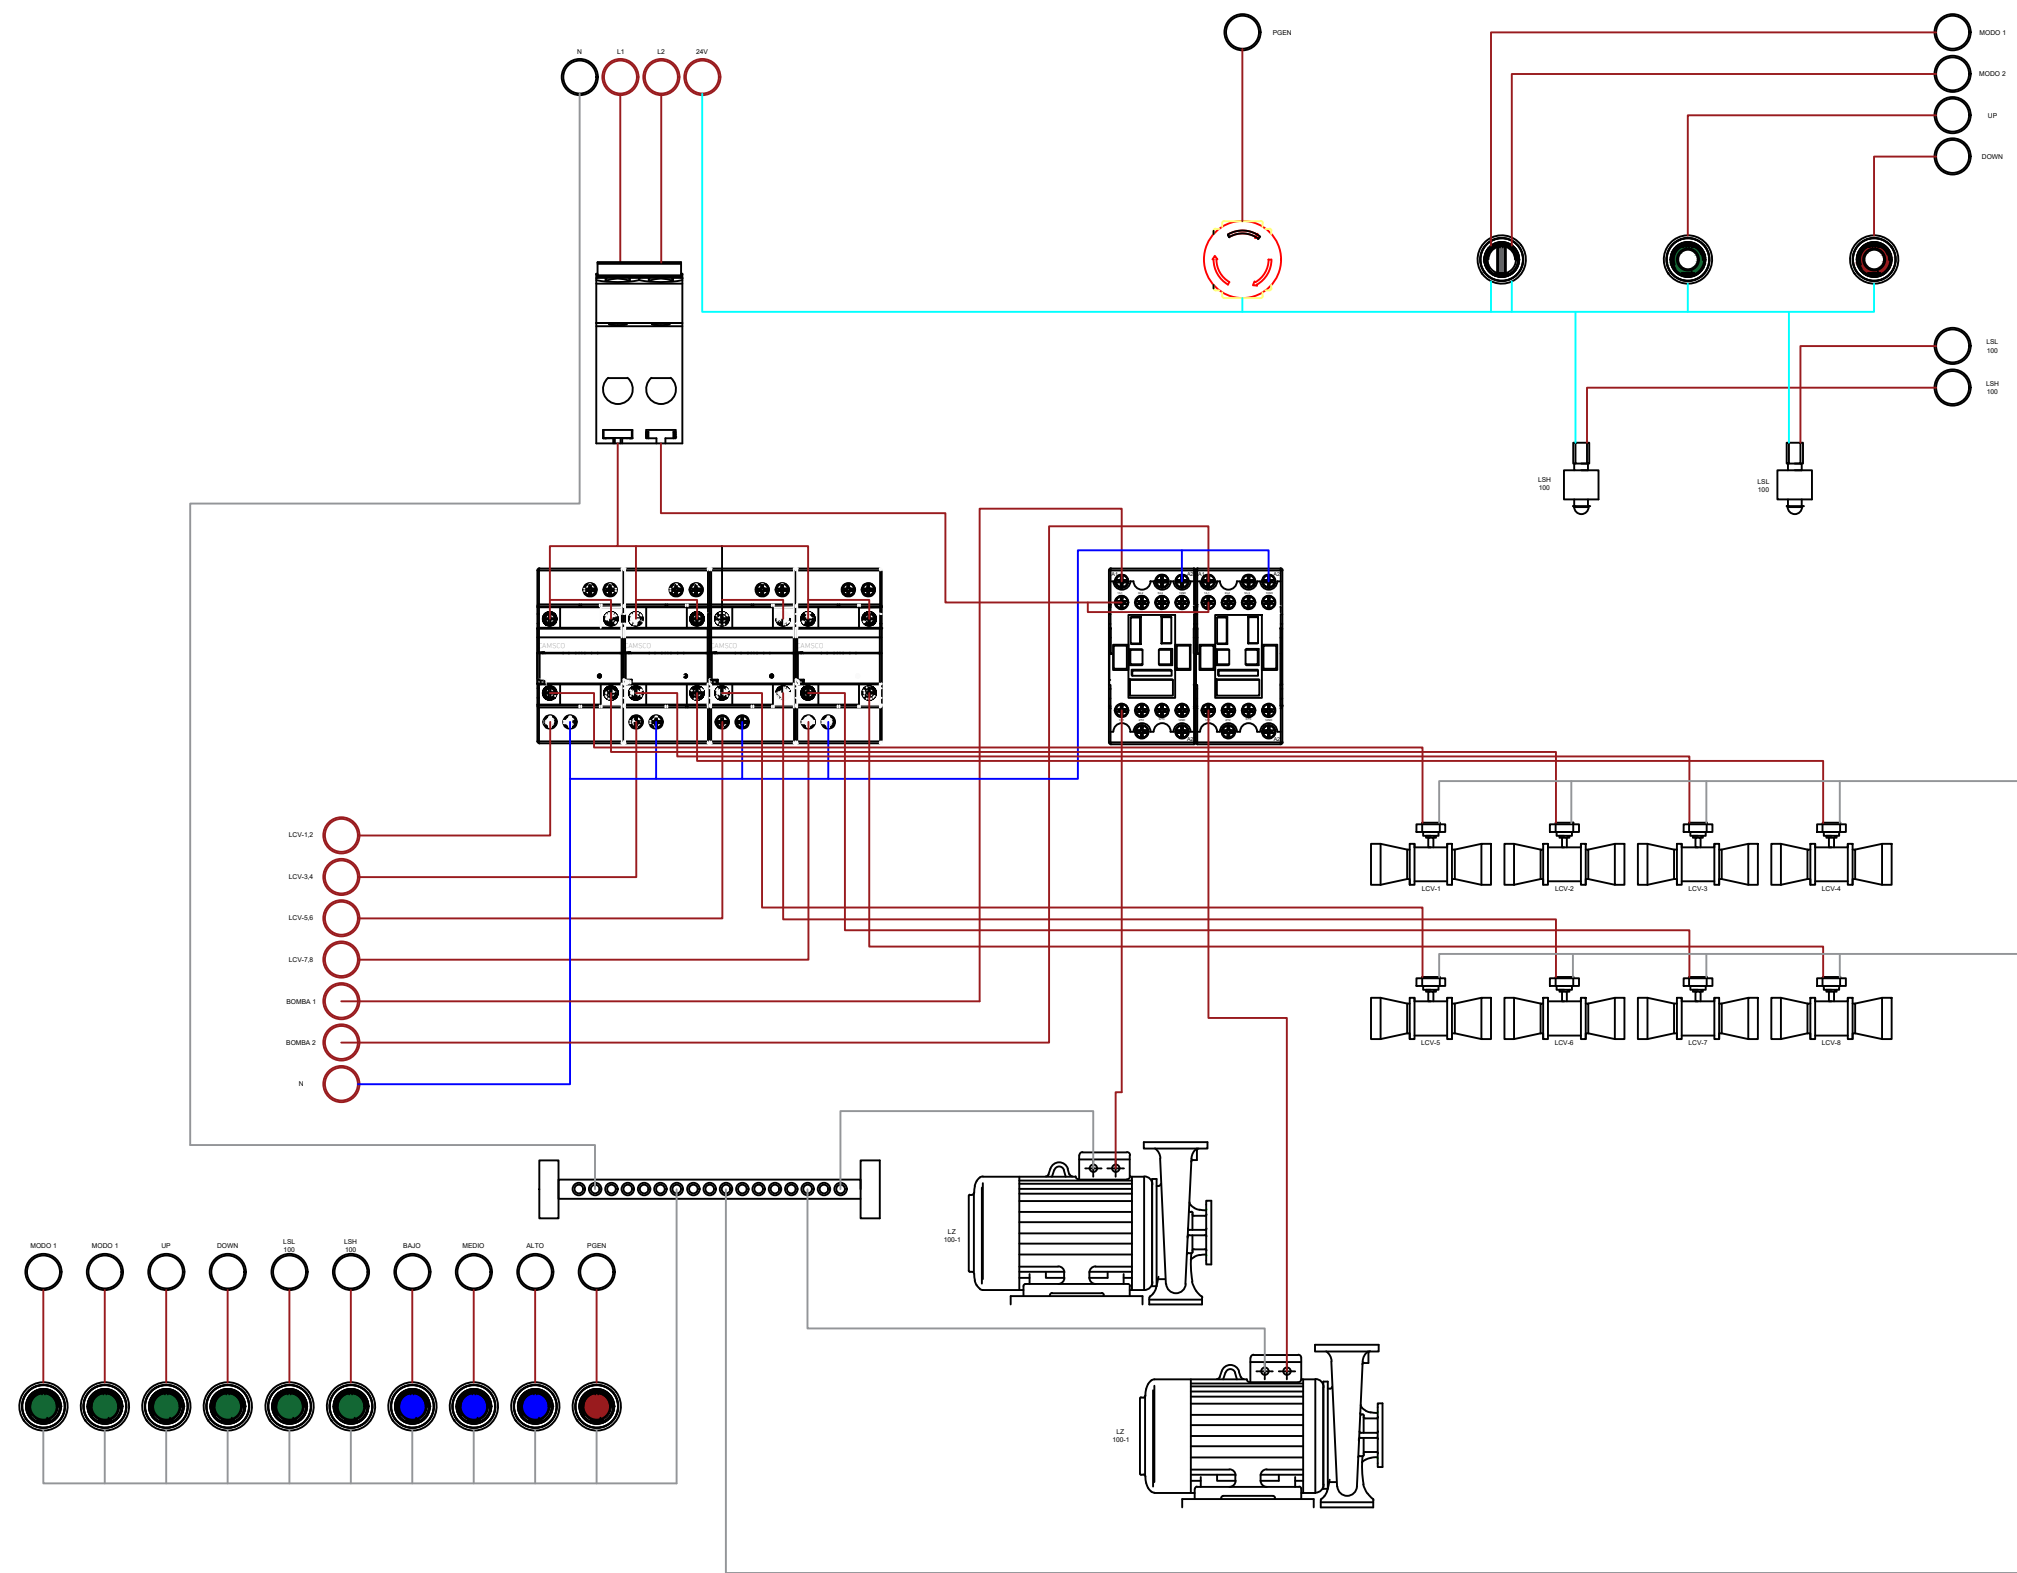 N
L1
L2
24V
PGEN
MODO 1
MODO 2
UP
DOWN
LSL
100
LSH
100
LSH
100
LSL
100
LCV-1,2
LCV-3,4
LCV-5,6
LCV-7,8
BOMBA 1
BOMBA 2
N
LCV-1
LCV-2
LCV-3
LCV-4
LCV-5
LCV-6
LCV-7
LCV-8
LZ
100-1
MODO 1
MODO 1
UP
DOWN
LSL
100
LSH
100
BAJO
MEDIO
ALTO
PGEN
LZ
100-1